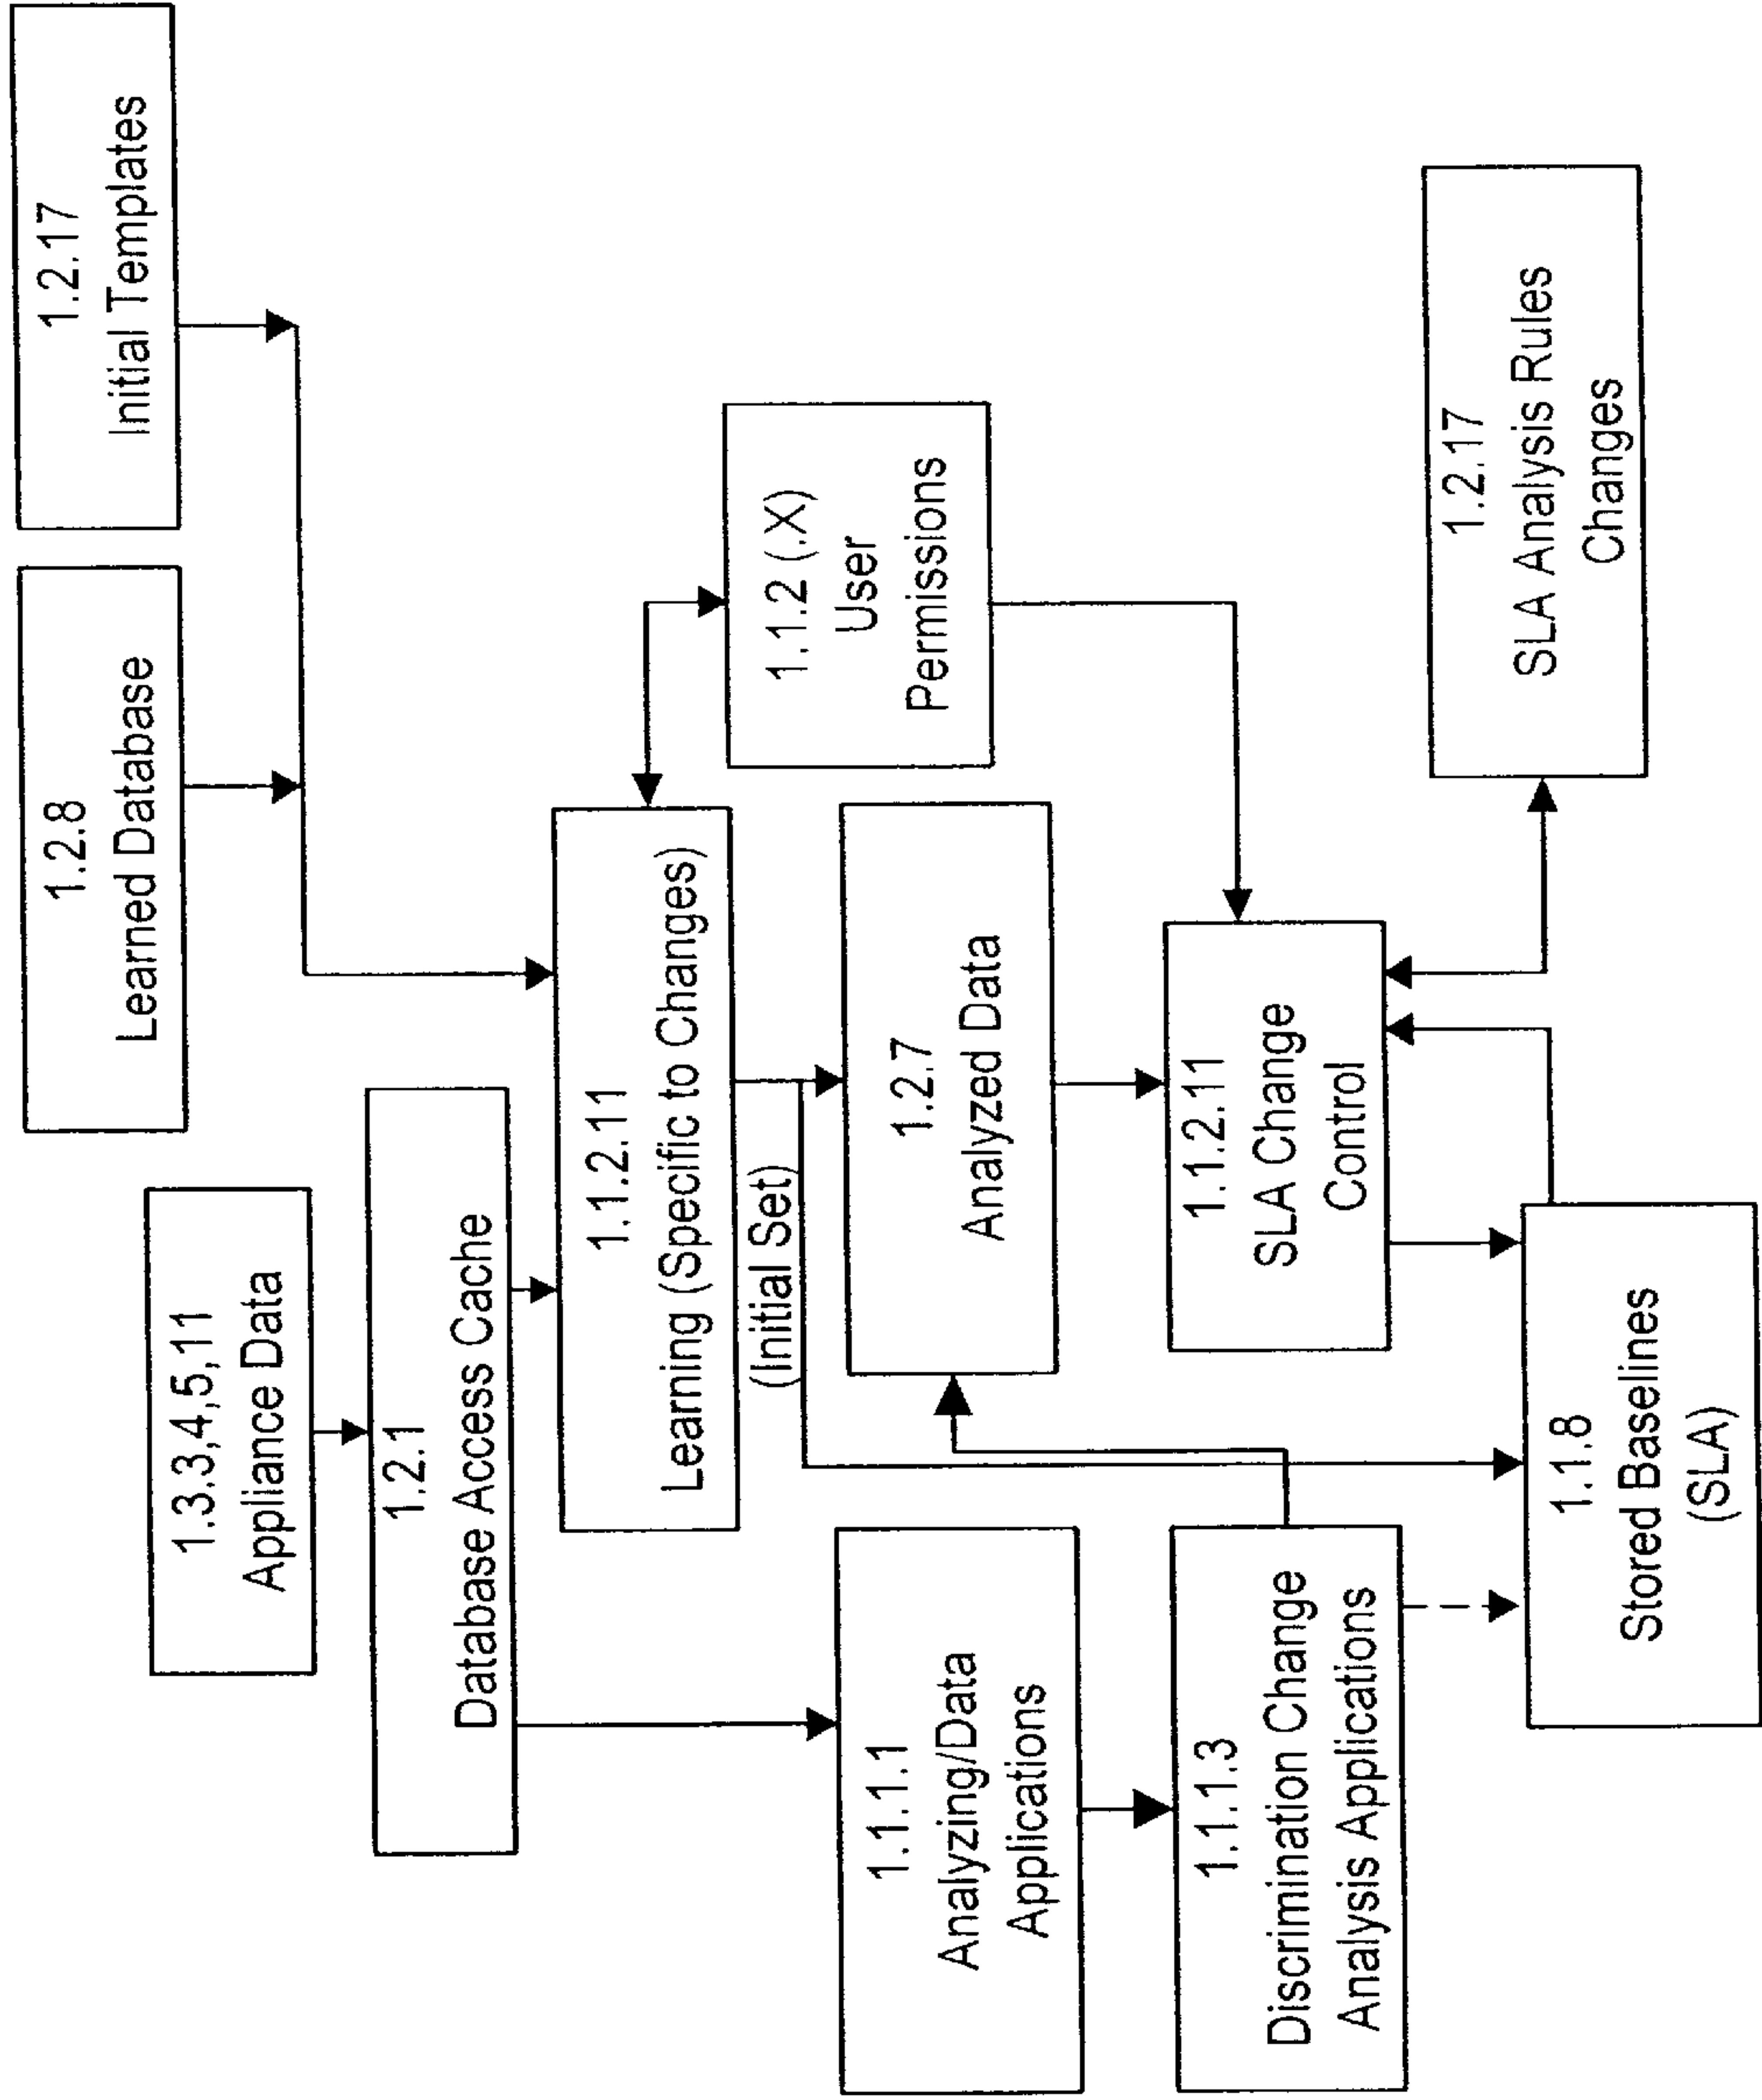 1.3.3,4,5,11
Appliance Data
1.2.8
Learned Database
1.2.17
Initial Templates
1.2.1
Database Access Cache
1.1.2.11
Learning (Specific to Changes)
(Initial Set)
1.1.2 (.X)
User
Permissions
1.1.1.1
Analyzing/Data
Applications
1.2.7
Analyzed Data
1.1.1.3
Discrimination Change
Analysis Applications
1.1.2.11
SLA Change
Control
1.1.8
Stored Baselines
(SLA)
1.2.17
SLA Analysis Rules
Changes